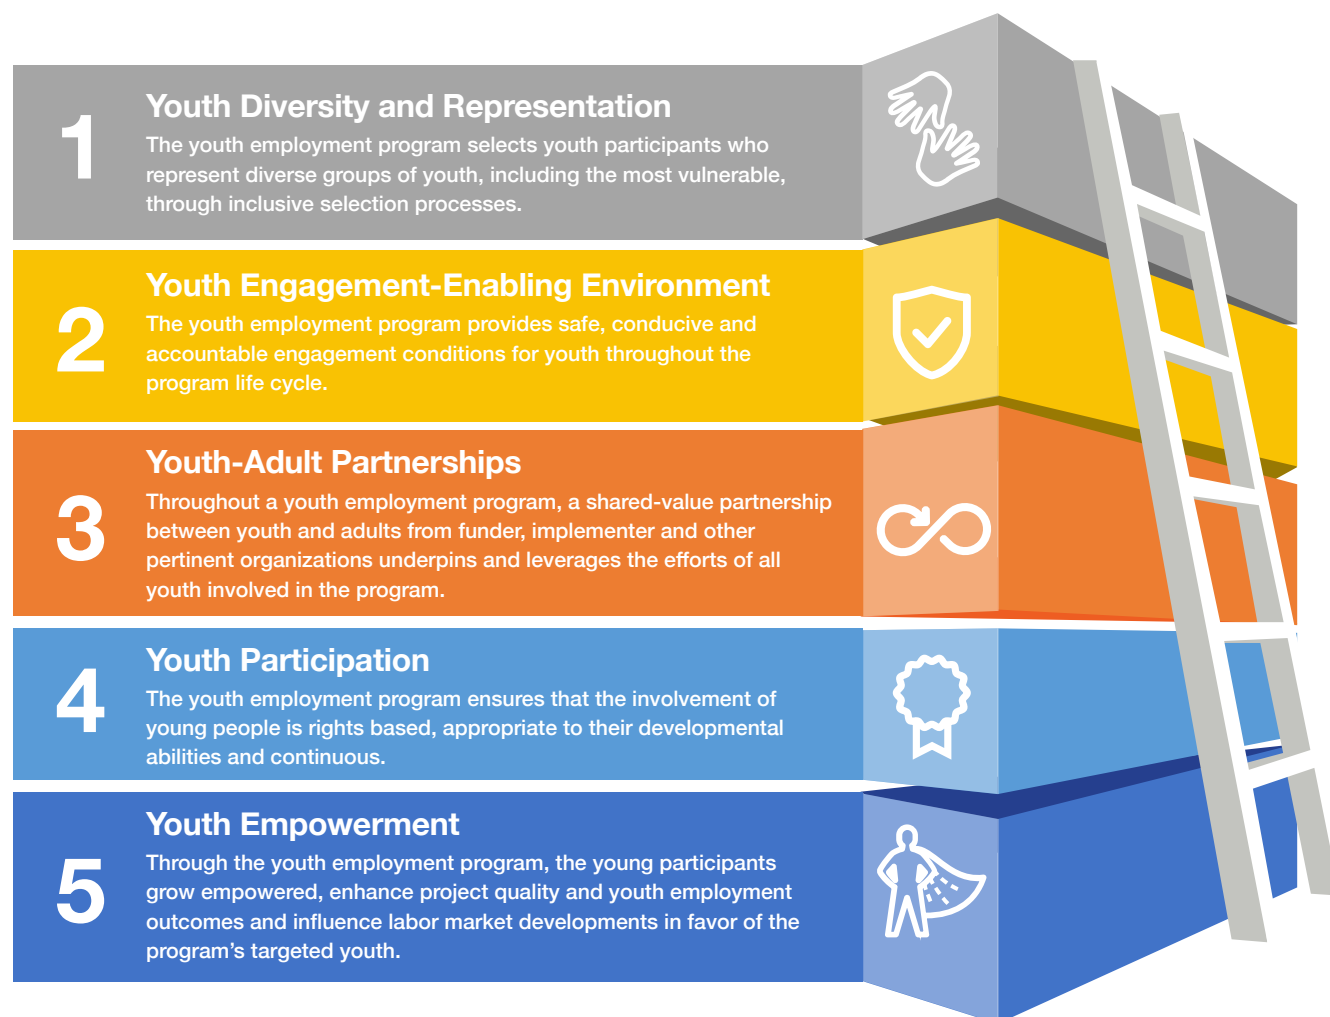 1
Youth Diversity and Representation
The youth employment program selects youth participants who
represent diverse groups of youth, including the most vulnerable,
through inclusive selection processes.
2
Youth Engagement-Enabling Environment
The youth employment program provides safe, conducive and
accountable engagement conditions for youth throughout the
program life cycle.
3
Youth-Adult Partnerships
Throughout a youth employment program, a shared-value partnership
between youth and adults from funder, implementer and other
pertinent organizations underpins and leverages the efforts of all
youth involved in the program.
4
Youth Participation
The youth employment program ensures that the involvement of
young people is rights based, appropriate to their developmental
abilities and continuous.
5
Youth Empowerment
Through the youth employment program, the young participants
grow empowered, enhance project quality and youth employment
outcomes and influence labor market developments in favor of the
program’s targeted youth.